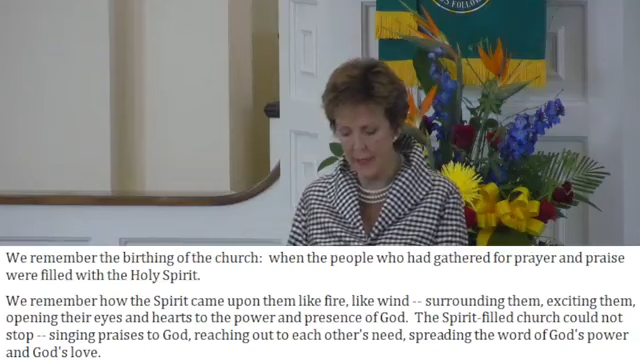 S FOLLOW
We remember the birthing of the church:  when the people who had gathered for prayer and praise
were filled with the Holy Spirit.
We remember how the Spirit came upon them like fire, like wind -- surrounding them, exciting them,
opening their eyes and hearts to the power and presence of God.  The Spirit-filled church could not
stop -- singing praises to God, reaching out to each other's need, spreading the word of God's power
and God's love.